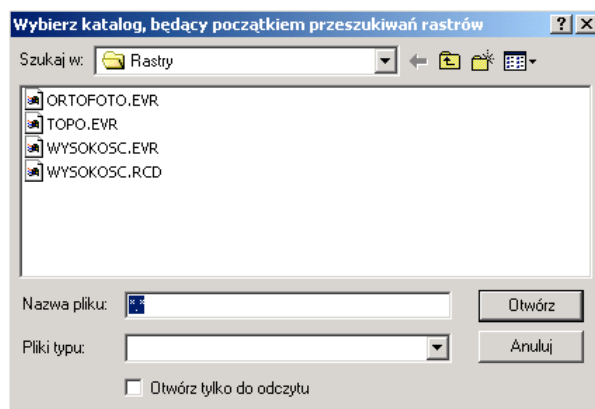 Wybierz katalog, będący początkiem przeszukiwań rastrów
Szukaj w: Rastry
ORTOFOTO.EVR
TOPO.EVR
WYSOKOSC.EVR
WYSOKOSC.RCD
Nazwa pliku: *.* Otwórz
Pliki typu: Anuluj
Otwórz tylko do odczytu